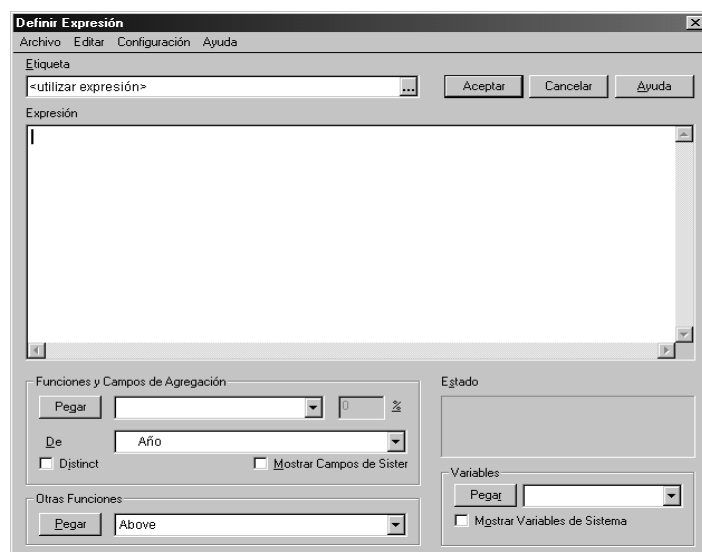 Definir Expresión
Archivo Editar Configuración Ayuda
Etiqueta
<utilizar expresión> ... Aceptar Cancelar Ayuda
Expresión
Funciones y Campos de Agregación
Pegar 0 %
De Año
Distinct Mostrar Campos de Sister
Estado
Variables
Pegar
Mostrar Variables de Sistema
Otras Funciones
Pegar Above